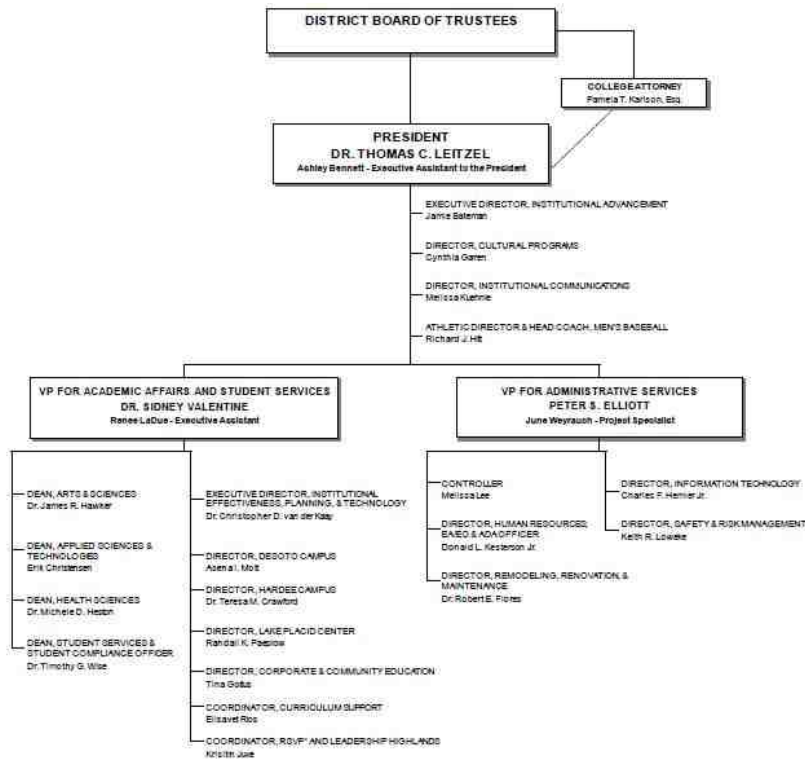 DISTRICT BOARD OF TRUSTEES
COLLEGE ATTORNEY
Pamela T. Karlson, Esq.
PRESIDENT
DR. THOMAS C. LEITZEL
Ashley Bennett - Executive Assistant to the President
EXECUTIVE DIRECTOR, INSTITUTIONAL ADVANCEMENT
Jamie Bateman
DIRECTOR, CULTURAL PROGRAMS
Cynthia Garren
DIRECTOR, INSTITUTIONAL COMMUNICATIONS
Melissa Kuehnle
ATHLETIC DIRECTOR & HEAD COACH, MEN'S BASEBALL
Richard J. Hitt
VP FOR ACADEMIC AFFAIRS AND STUDENT SERVICES
DR. SIDNEY VALENTINE
Renee LaDue - Executive Assistant
VP FOR ADMINISTRATIVE SERVICES
PETER S. ELLIOTT
June Weyrauch - Project Specialist
DEAN, ARTS & SCIENCES
Dr. James R. Hawker
DEAN, APPLIED SCIENCES &
TECHNOLOGIES
Erik Christensen
DEAN, HEALTH SCIENCES
Dr. Michele D. Heston
DEAN, STUDENT SERVICES &
STUDENT COMPLIANCE OFFICER
Dr. Timothy G. Wise
EXECUTIVE DIRECTOR, INSTITUTIONAL
EFFECTIVENESS, PLANNING, & TECHNOLOGY
Dr. Christopher D. van der Kaay
DIRECTOR, DESOTO CAMPUS
Asena I. Mott
DIRECTOR, HARDEE CAMPUS
Dr. Teresa M. Crawford
DIRECTOR, LAKE PLACID CENTER
Randall K. Paeplow
DIRECTOR, CORPORATE & COMMUNITY EDUCATION
Tina Gottus
COORDINATOR, CURRICULUM SUPPORT
Elisavet Rios
COORDINATOR, RSVP* AND LEADERSHIP HIGHLANDS
Kristin
CONTROLLER
Melissa Lee
DIRECTOR, HUMAN RESOURCES;
EA/EO & ADA OFFICER
Donald L. Kesterson Jr.
DIRECTOR, REMODELING, RENOVATION, &
MAINTENANCE
Dr. Robert E. Flores
DIRECTOR, INFORMATION TECHNOLOGY
Charles F. Jr.
DIRECTOR, SAFETY & RISK MANAGEMENT
Keith R. Loweke